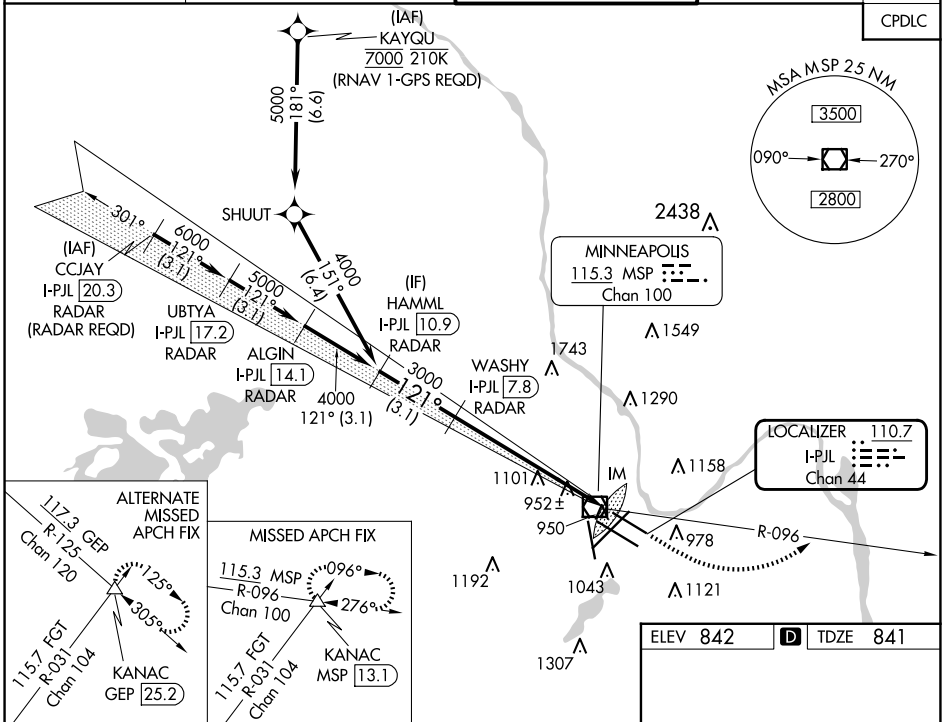 CPDLC
(IAF)
KAYQU
7000 210K
(RNAV 1-GPS REQD)
5000
181°
(6.6)
MSA MSP 25 NM
3500
090°
270°
2800
SHUUT
4000
151°
(6.4)
301°
6000
121°
(3.1)
5000
121°
(3.1)
(IAF)
CCJAY
I-PJL 20.3
RADAR
(RADAR REQD)
UBTYA
I-PJL 17.2
RADAR
ALGIN
I-PJL 14.1
RADAR
4000
121° (3.1)
(IF)
HAMML
I-PJL 10.9
RADAR
3000
121°
(3.1)
WASHY
I-PJL 7.8
RADAR
2438
MINNEAPOLIS
115.3 MSP
Chan 100
1549
1743
1290
LOCALIZER 110.7
I-PJL
Chan 44
1158
IM
1101
952±
950
978
R-096
1192
1043
1121
1307
ALTERNATE
MISSED
APCH FIX
117.3 GEP
R-125
Chan 120
125°
305°
115.7 FGT
R-031
Chan 104
KANAC
GEP 25.2
MISSED APCH FIX
115.3 MSP
R-096
Chan 100
096°
276°
115.7 FGT
R-031
Chan 104
KANAC
MSP 13.1
ELEV 842 D TDZE 841